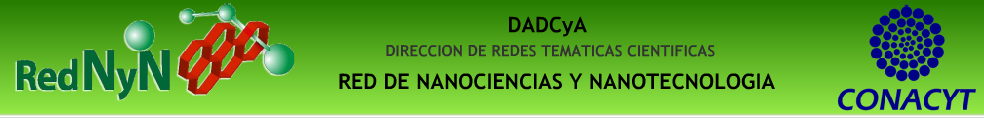 RedNyN
DADCyA
DIRECCION DE REDES TEMATICAS CIENTIFICAS
RED DE NANOCIENCIAS Y NANOTECNOLOGIA
CONACYT